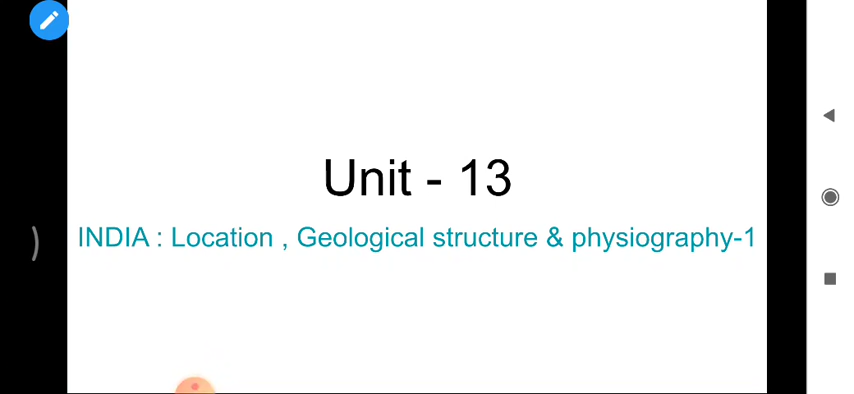 Unit - 13
INDIA : Location , Geological structure & physiography-1